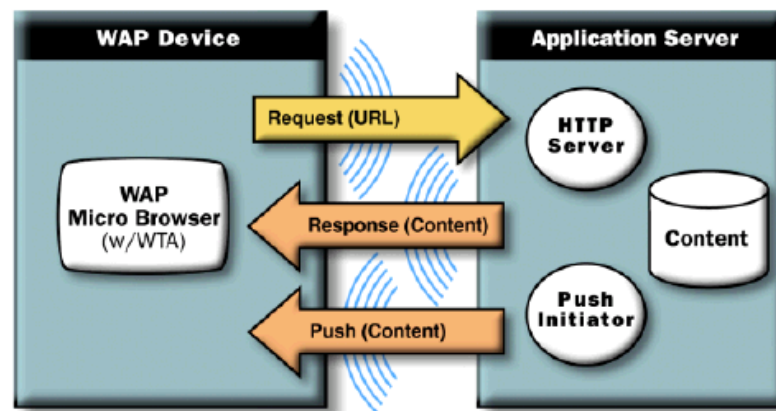 WAP Device
Application Server
Request (URL)
HTTP
Server
WAP
Micro Browser
(w/WTA)
Response (Content)
Content
Push
Initiator
Push (Content)